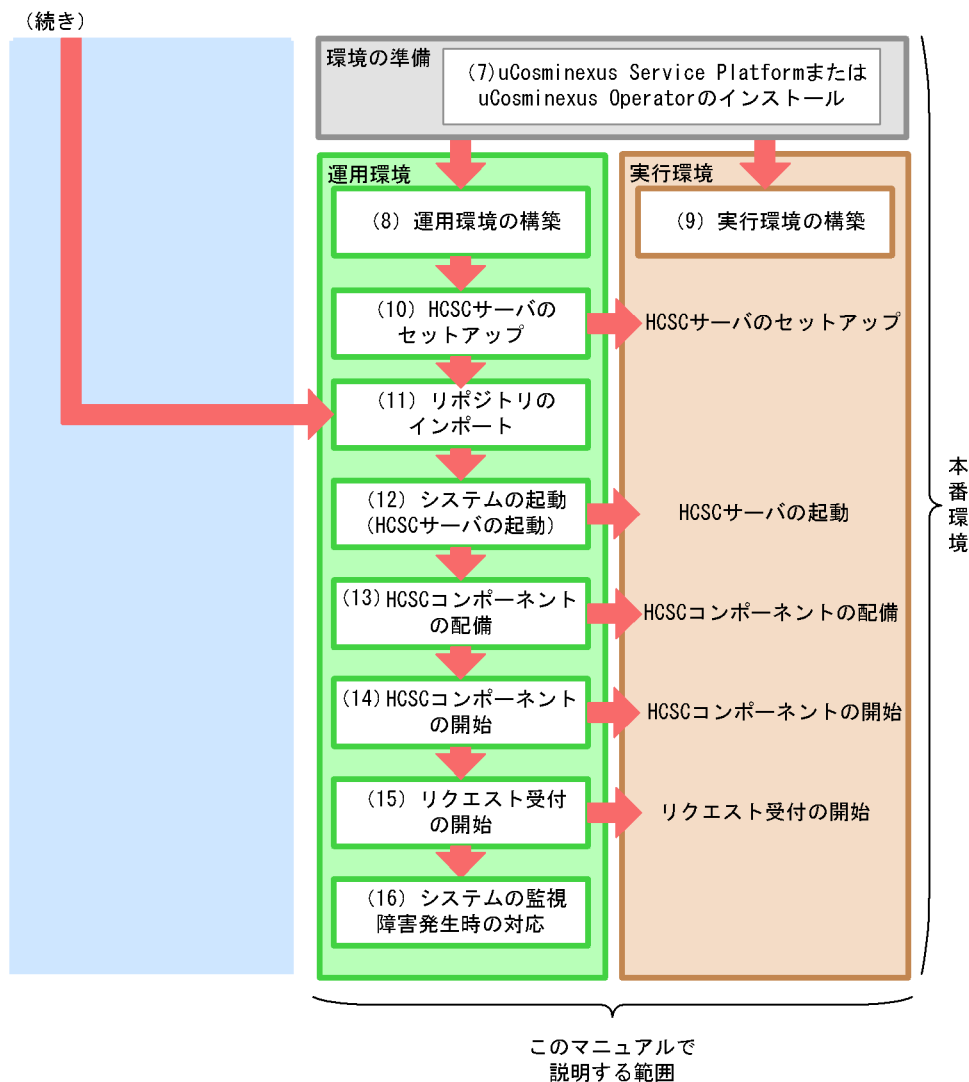 (続き)
環境の準備
(7)uCosminexus Service Platformまたは
uCosminexus Operatorのインストール
運用環境
実行環境
(8) 運用環境の構築
(9) 実行環境の構築
(10) HCSCサーバの
セットアップ
HCSCサーバのセットアップ
(11) リポジトリの
インポート
(12) システムの起動
(HCSCサーバの起動)
HCSCサーバの起動
(13)HCSCコンポーネント
の配備
HCSCコンポーネントの配備
(14)HCSCコンポーネント
の開始
HCSCコンポーネントの開始
(15) リクエスト受付
の開始
リクエスト受付の開始
(16) システムの監視
障害発生時の対応
本番環境
このマニュアルで
説明する範囲